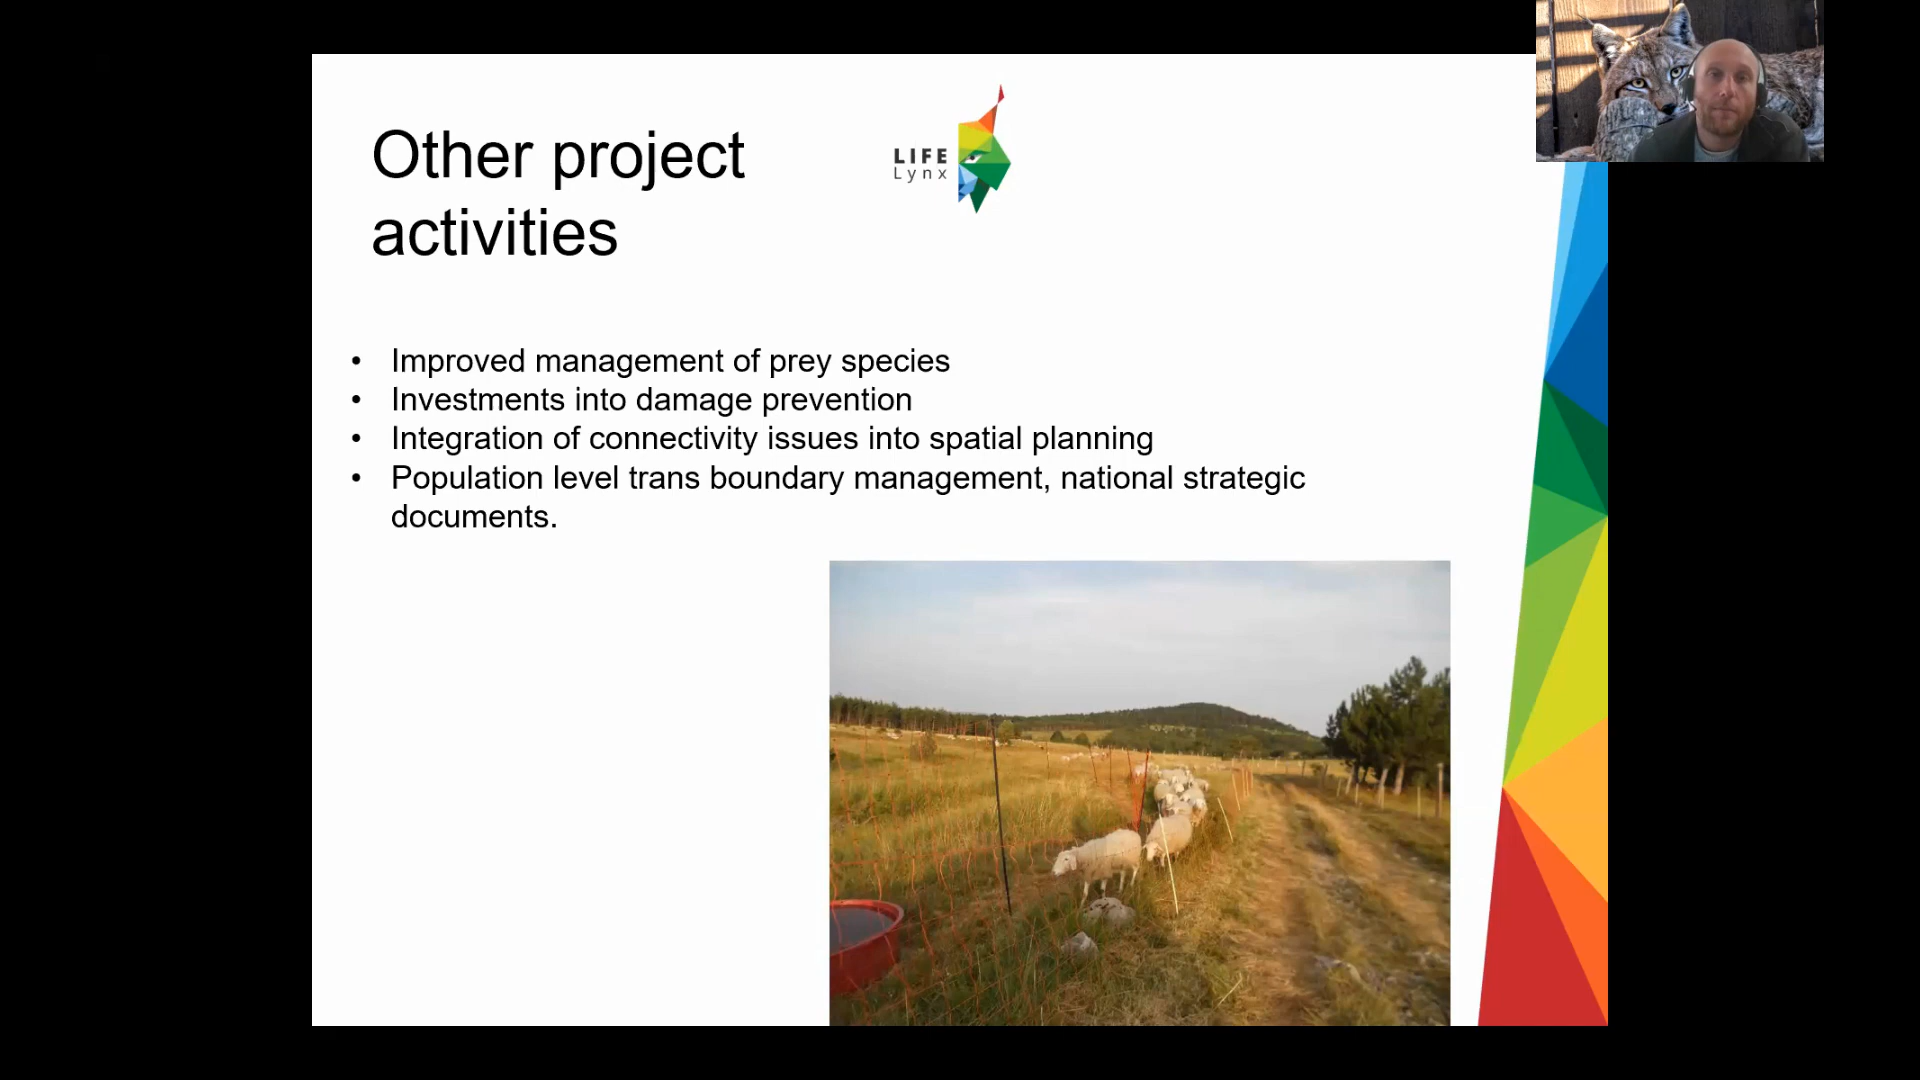 Other project
activities
LIFE
Lynx
• Improved management of prey species
• Investments into damage prevention
• Integration of connectivity issues into spatial planning
• Population level trans boundary management, national strategic
documents.